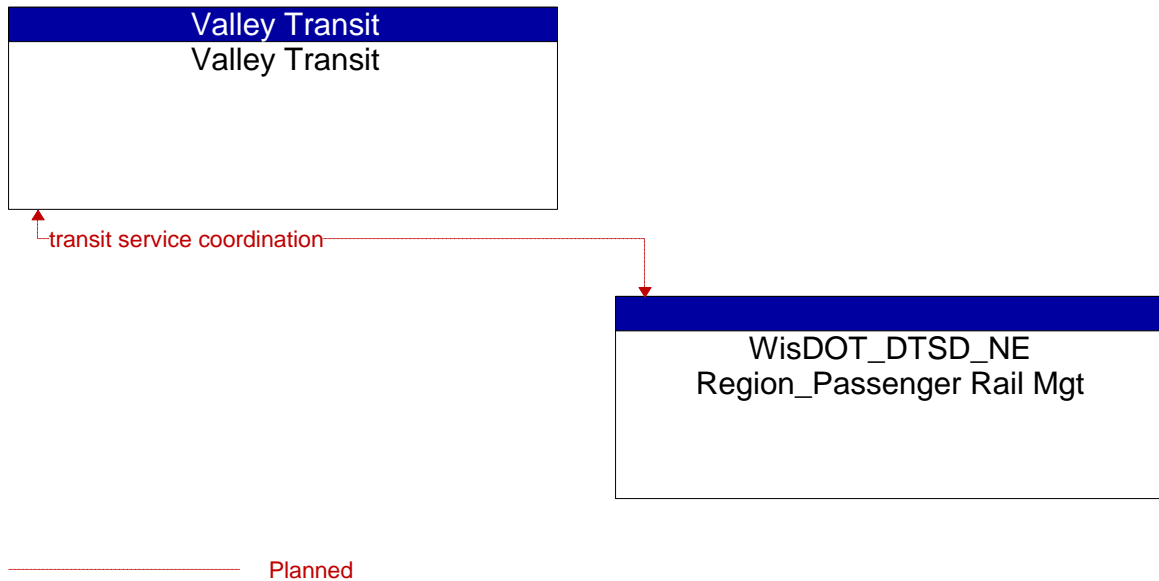 Valley Transit
Valley Transit
transit service coordination
WisDOT_DTSD_NE
Region_Passenger Rail Mgt
Planned